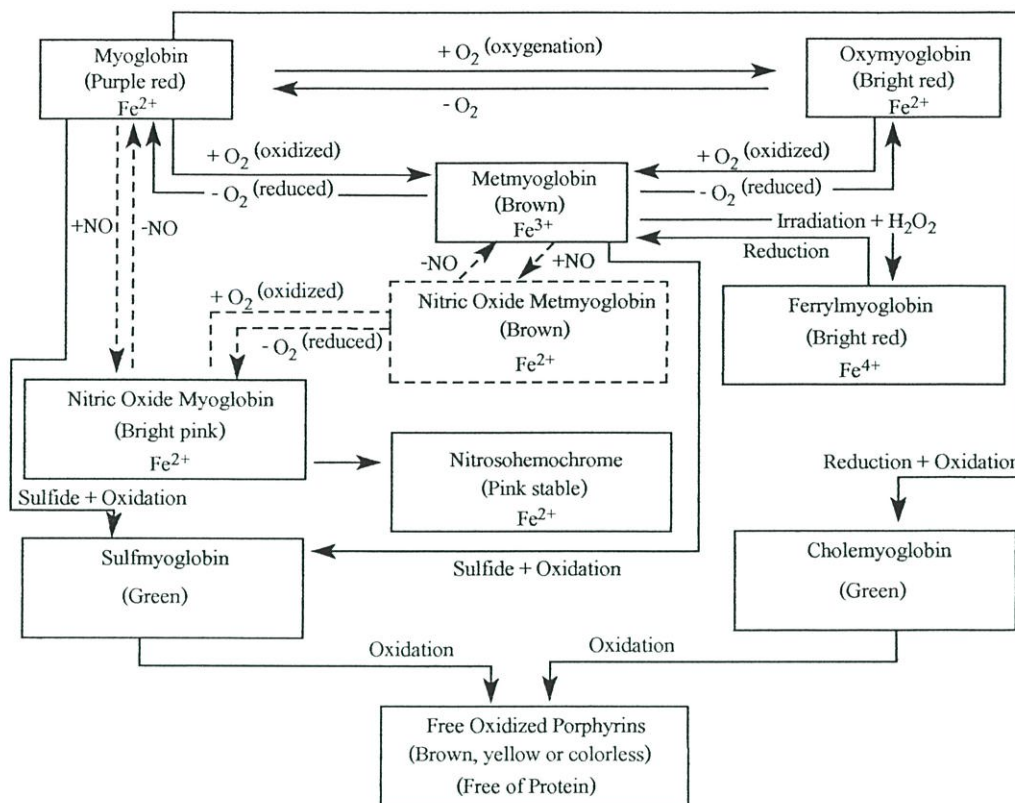 Myoglobin
(Purple red)
Fe2+
+ O2 (oxygenation)
- O2
Oxymyoglobin
(Bright red)
Fe2+
+ O2 (oxidized)
- O2 (reduced)
Metmyoglobin
(Brown)
Fe3+
+ O2 (oxidized)
- O2 (reduced)
Irradiation + H2O2
Reduction
+NO
-NO
-NO
+NO
+ O2 (oxidized)
- O2 (reduced)
Nitric Oxide Metmyoglobin
(Brown)
Fe2+
Ferrylmyoglobin
(Bright red)
Fe4+
Nitric Oxide Myoglobin
(Bright pink)
Fe2+
Nitrosohemochrome
(Pink stable)
Fe2+
Reduction + Oxidation
Sulfide + Oxidation
Sulfmyoglobin
(Green)
Sulfide + Oxidation
Cholemyoglobin
(Green)
Oxidation
Oxidation
Free Oxidized Porphyrins
(Brown, yellow or colorless)
(Free of Protein)